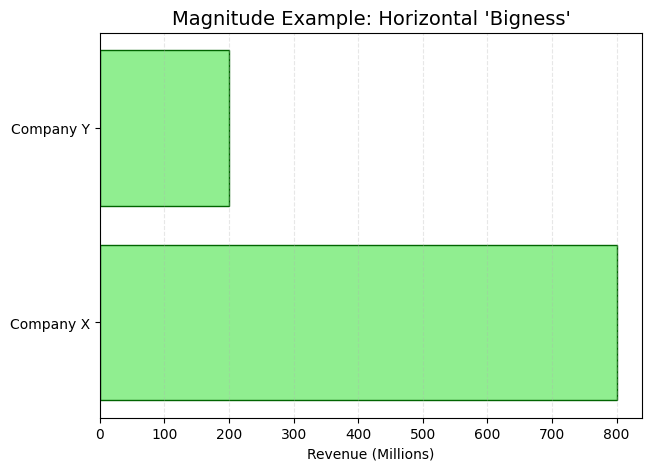 Magnitude Example: Horizontal 'Bigness'
Company Y
Company X
0 100 200 300 400 500 600 700 800
Revenue (Millions)